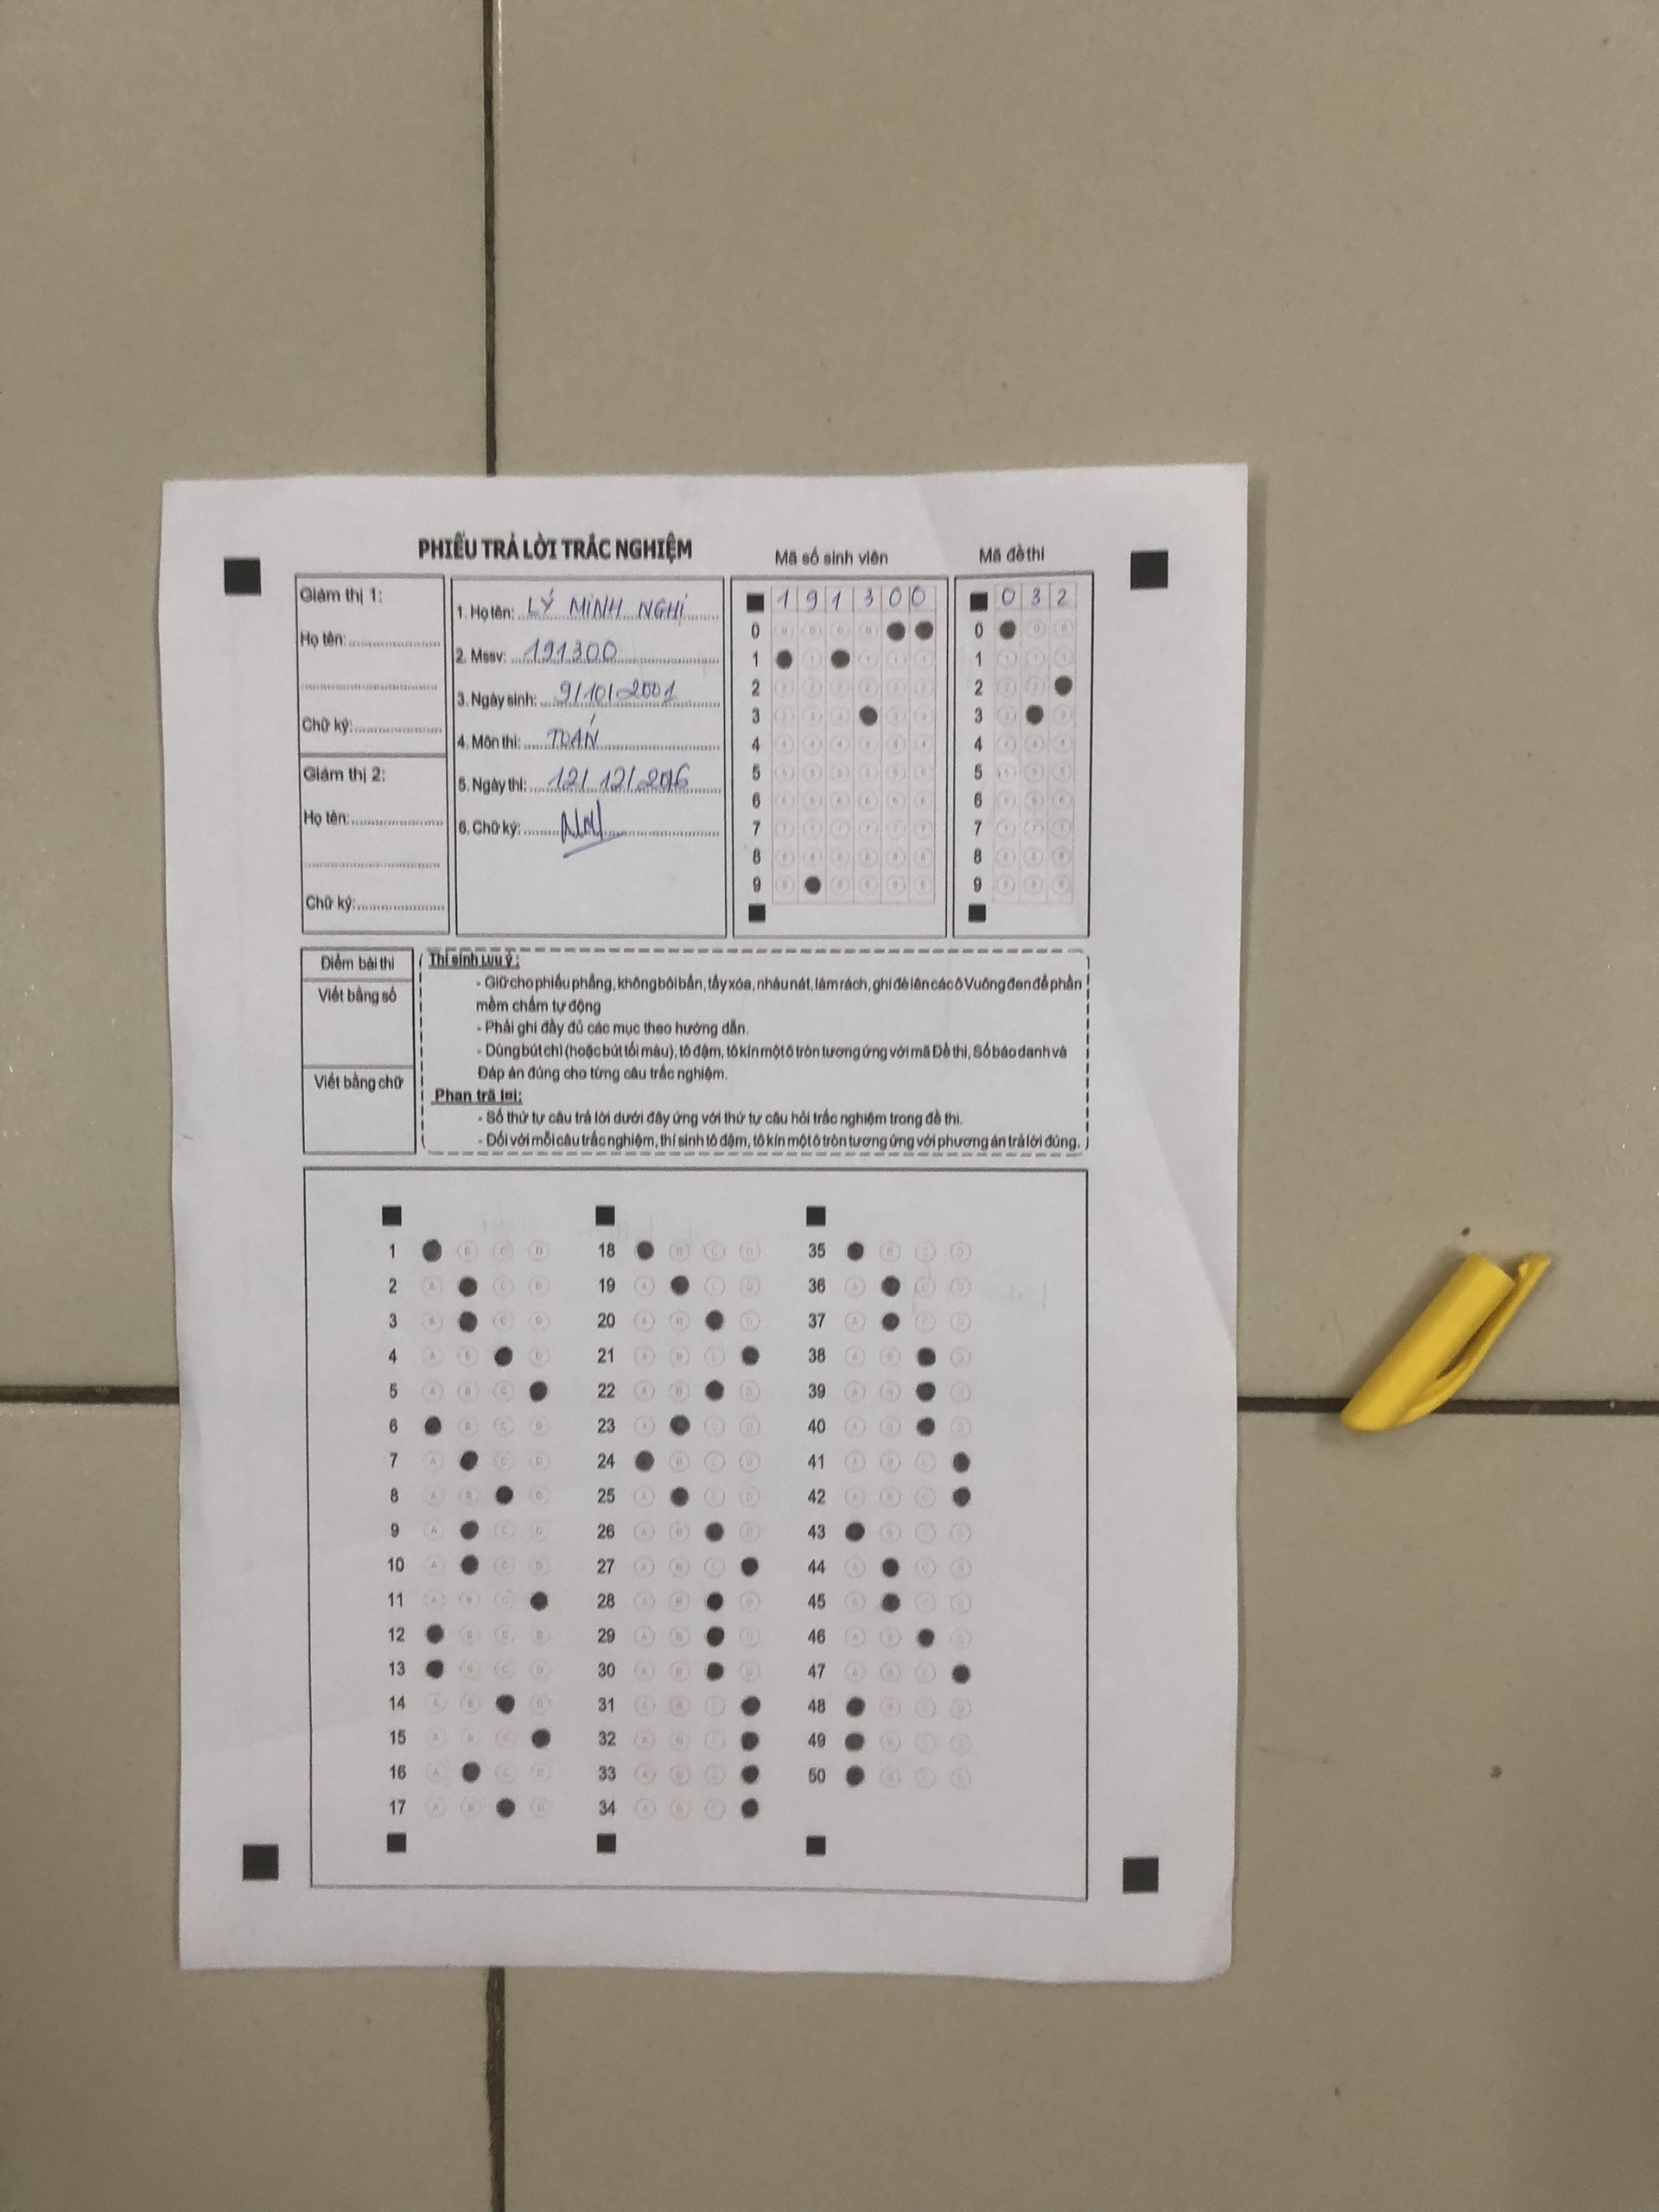 PHIẾU TRẢ LỜI TRẮC NGHIỆM
Mã số sinh viên
Mã đề thi
Giám thị 1:
Họ tên:
Chữ ký:
Giám thị 2:
Họ tên:
Chữ ký:
1. Họ tên: LÝ MINH NGHI
2. Mssv: 191300
3. Ngày sinh: 9/10/2001
4. Môn thi: TOÁN
5. Ngày thi: 12/12/2016
6. Chữ ký:
1 9 1 3 0 0
0
1
2
3
4
5
6
7
8
9
0 3 2
0
1
2
3
4
5
6
7
8
9
Điểm bài thi
Viết bằng số
Viết bằng chữ
Thí sinh lưu ý:
- Giữ cho phiếu phẳng, không bôi bẩn, tẩy xóa, nhàu nát, làm rách, ghi đè lên các ô Vuông đen để phần
mềm chấm tự động
- Phải ghi đầy đủ các mục theo hướng dẫn.
- Dùng bút chì (hoặc bút tối màu), tô đậm, tô kín một ô tròn tương ứng với mã Đề thi, Số báo danh và
Đáp án đúng cho từng câu trắc nghiệm.
Phần trả lời:
- Số thứ tự câu trả lời dưới đây ứng với thứ tự câu hỏi trắc nghiệm trong đề thi.
- Đối với mỗi câu trắc nghiệm, thí sinh tô đậm, tô kín một ô tròn tương ứng với phương án trả lời đúng.
1 B C D
2 A C D
3 A C D
4 A B D
5 A B C
6 B C D
7 A C D
8 A B D
9 A C D
10 A C D
11 A B C
12 B C D
13 B C D
14 A B D
15 A B C
16 A C D
17 A B D
18 B C D
19 A C D
20 A B D
21 A B C
22 A B D
23 A C D
24 B C D
25 A C D
26 A B D
27 A B C
28 A B D
29 A B D
30 A B D
31 A B C
32 A B C
33 A B C
34 A B C
35 B C D
36 A C D
37 A C D
38 A B D
39 A B D
40 A B D
41 A B C
42 A B C
43 B C D
44 A C D
45 A C D
46 A B D
47 A B C
48 B C D
49 B C D
50 B C D